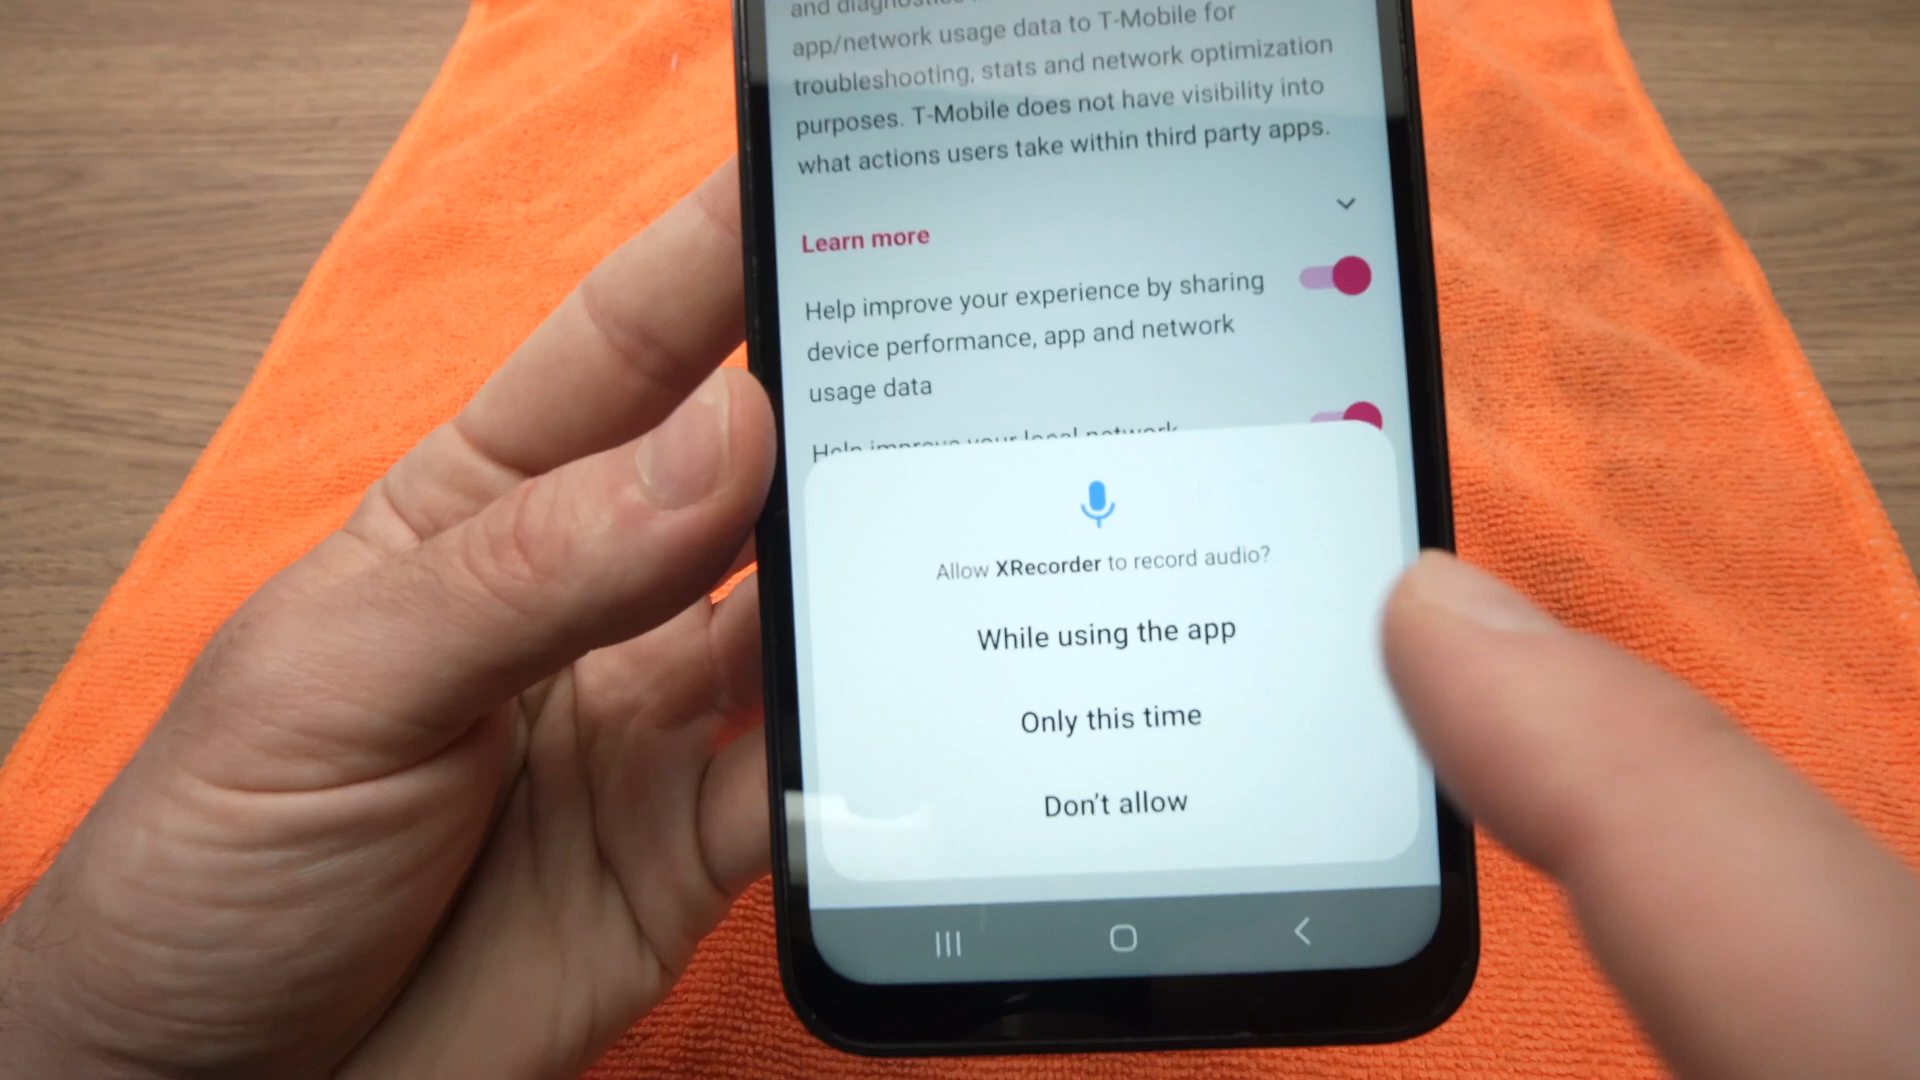 and diagnostics
app/network usage data to T-Mobile for
troubleshooting, stats and network optimization
purposes. T-Mobile does not have visibility into
what actions users take within third party apps.
Learn more
Help improve your experience by sharing
device performance, app and network
usage data
Help improve your local network
Allow XRecorder to record audio?
While using the app
Only this time
Don't allow